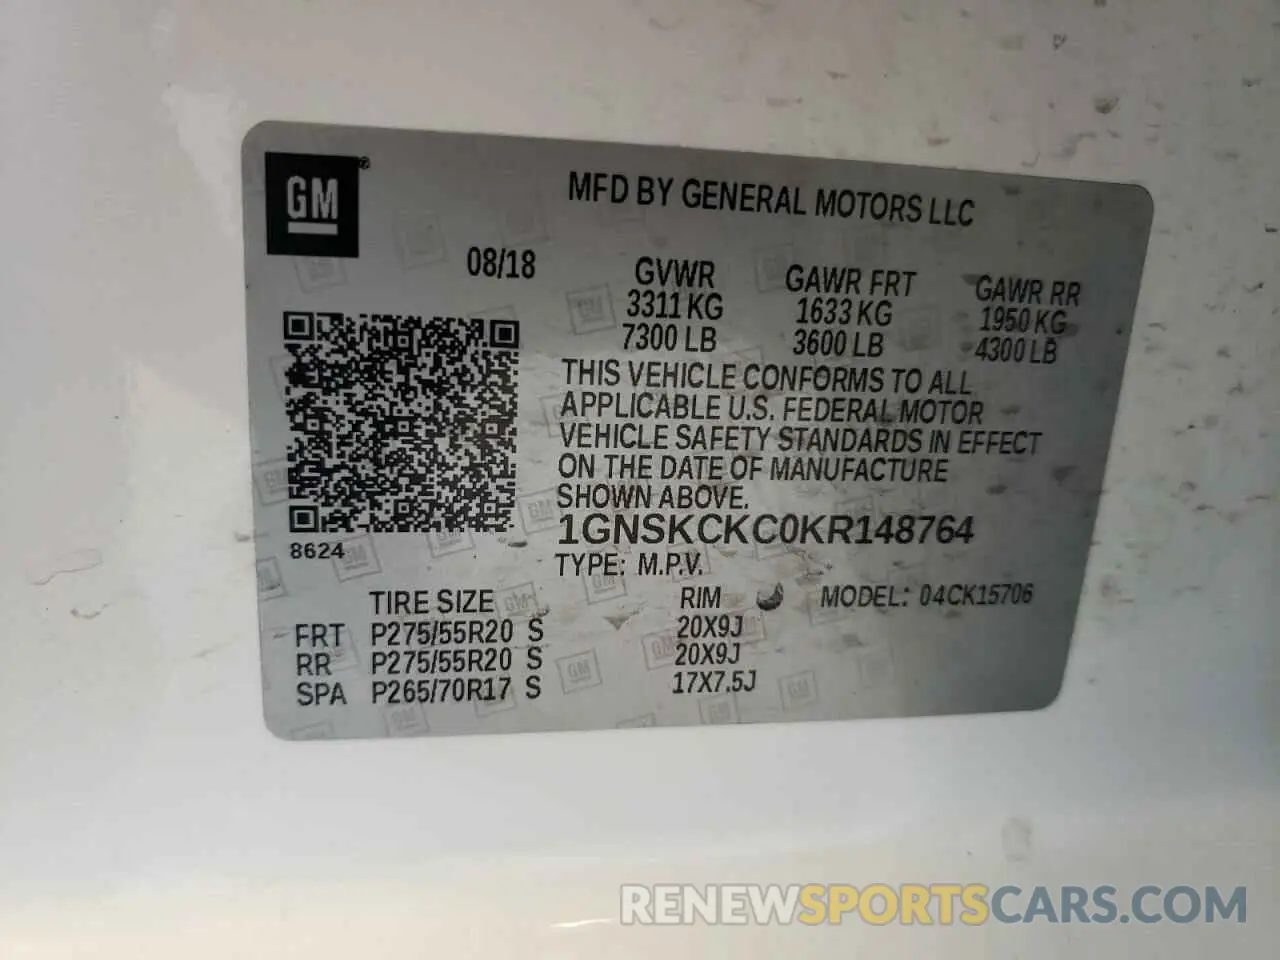 GM®
MFD BY GENERAL MOTORS LLC
08/18
GVWR GAWR FRT GAWR RR
3311 KG 1633 KG 1950 KG
7300 LB 3600 LB 4300 LB
THIS VEHICLE CONFORMS TO ALL
APPLICABLE U.S. FEDERAL MOTOR
VEHICLE SAFETY STANDARDS IN EFFECT
ON THE DATE OF MANUFACTURE
SHOWN ABOVE.
1GNSKCKC0KR148764
8624
TYPE: M.P.V.
TIRE SIZE RIM MODEL: 04CK15706
FRT P275/55R20 S 20X9J
RR P275/55R20 S 20X9J
SPA P265/70R17 S 17X7.5J
RENEWSPORTSCARS.COM